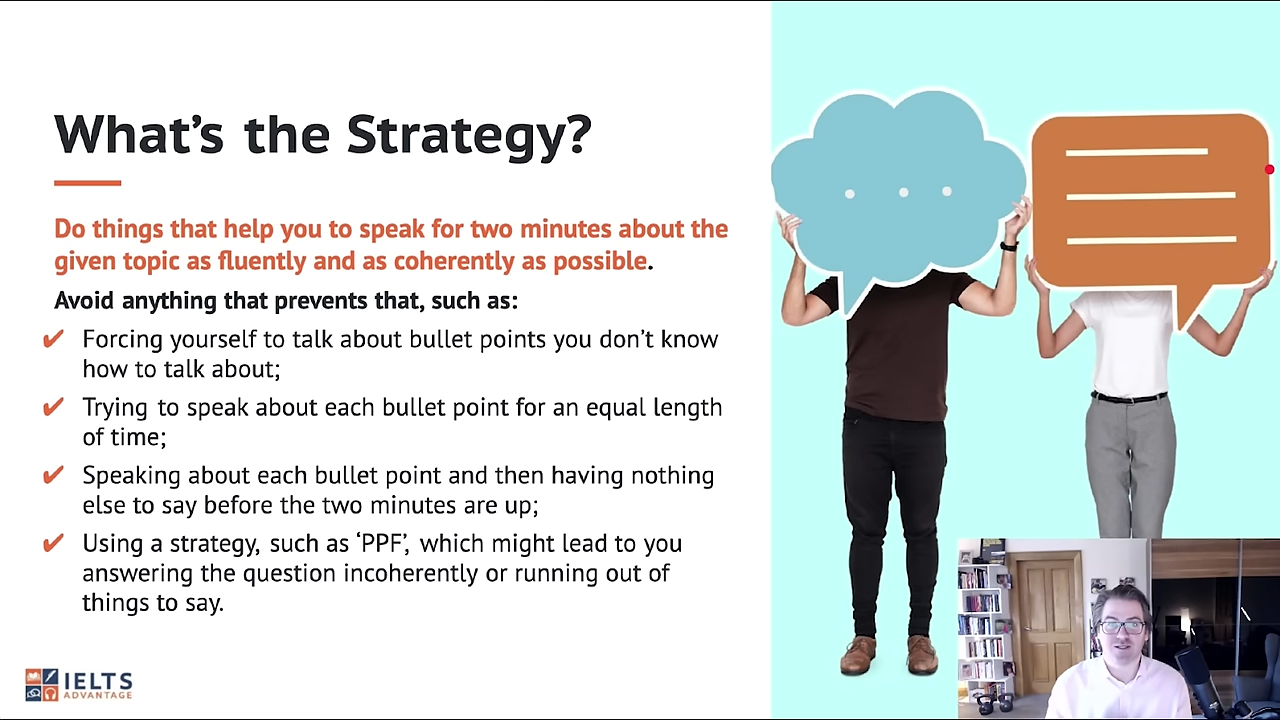 What's the Strategy?
Do things that help you to speak for two minutes about the
given topic as fluently and as coherently as possible.
Avoid anything that prevents that, such as:
✔ Forcing yourself to talk about bullet points you don't know
how to talk about;
✔ Trying to speak about each bullet point for an equal length
of time;
✔ Speaking about each bullet point and then having nothing
else to say before the two minutes are up;
✔ Using a strategy, such as 'PPF', which might lead to you
answering the question incoherently or running out of
things to say.
IELTS
ADVANTAGE